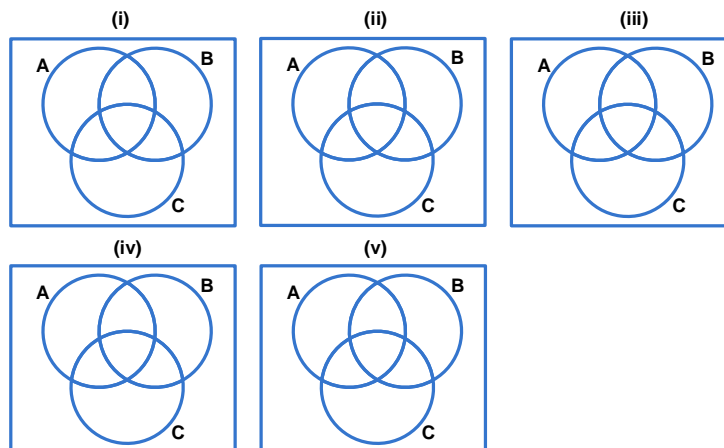 (i) (ii) (iii)
A B A B A B
C C C
(iv) (v)
A B A B
C C